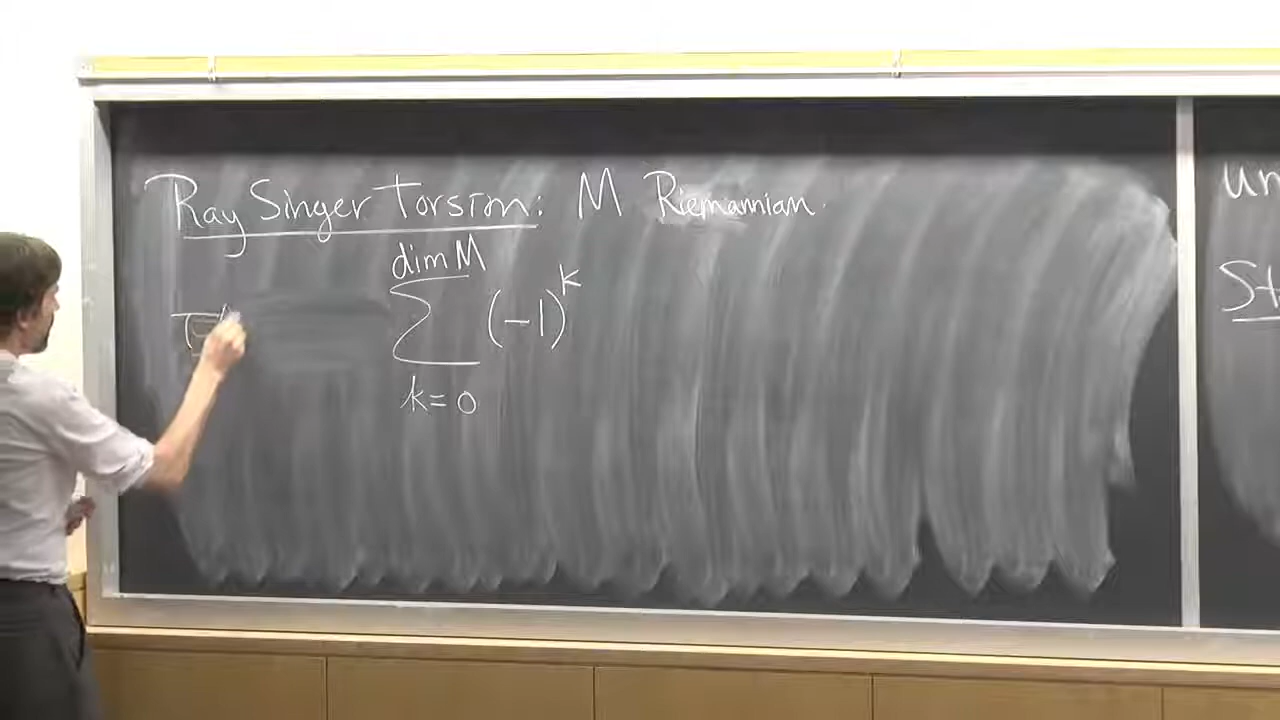 Ray Singer Torsion: M Riemannian.
dim M
∑ (-1)^k
k=0
un
St